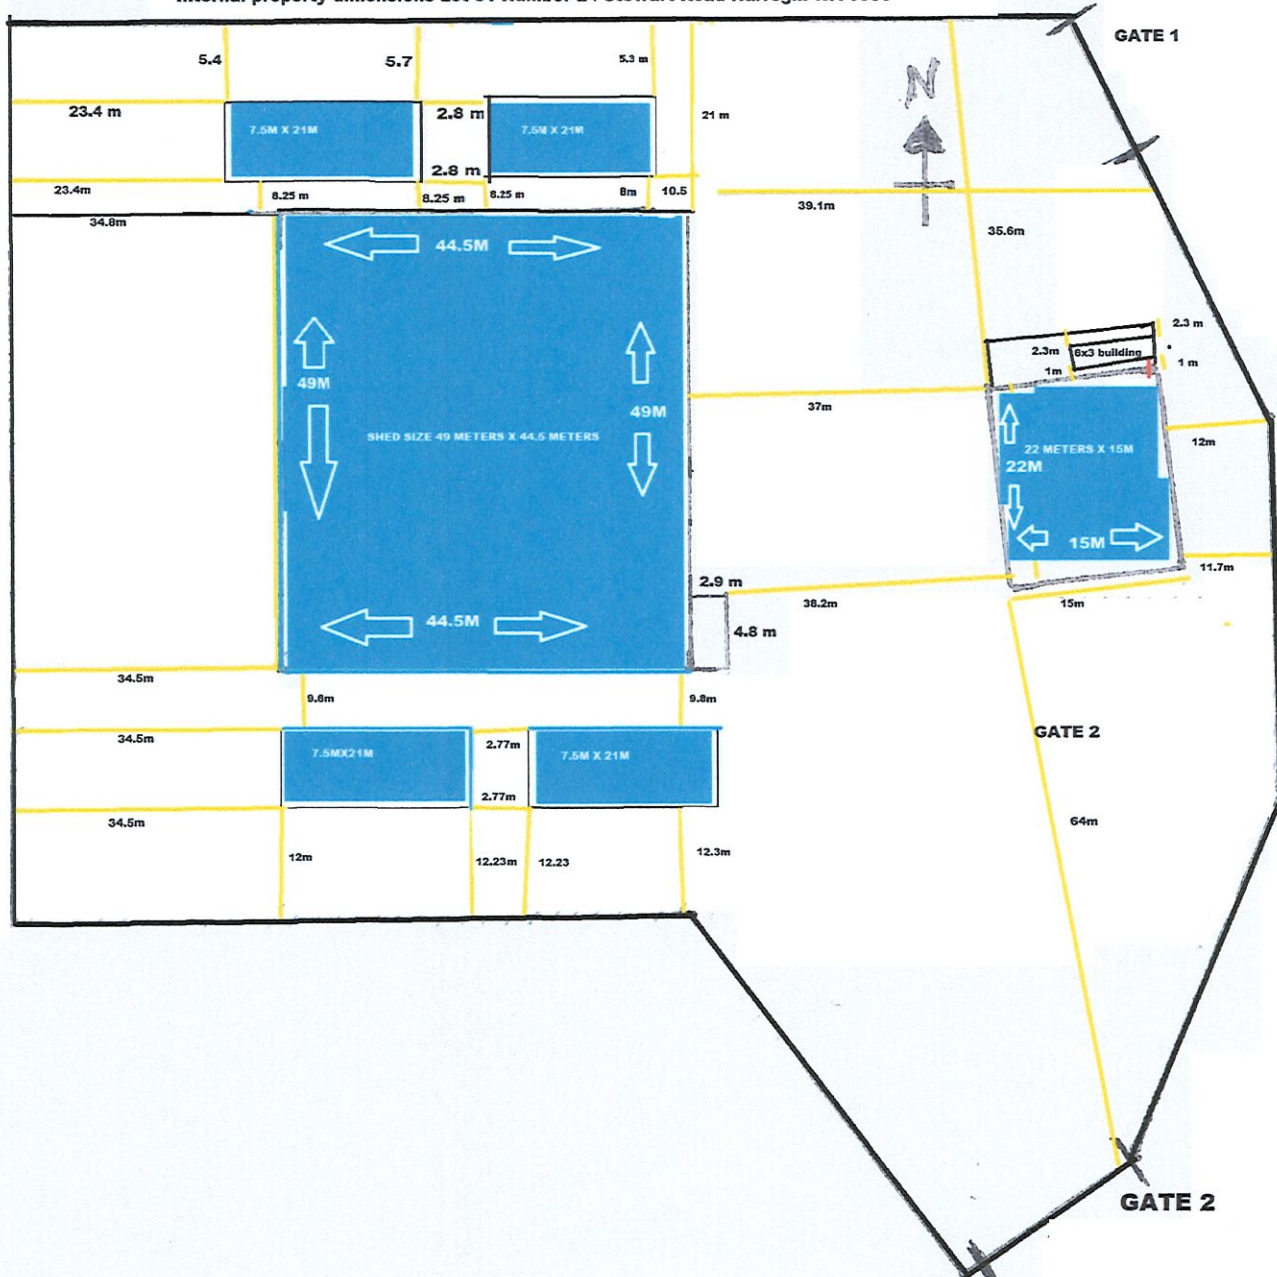 GATE 1
5.4
5.7
5.3 m
N
23.4 m
2.8 m
21 m
7.5M X 21M
7.5M X 21M
2.8 m
23.4m
8.25 m
8.25 m
8.25 m
8m
10.5
39.1m
34.8m
35.6m
44.5M
2.3 m
2.3m
6x3 building
1 m
1m
49M
49M
37m
SHED SIZE 49 METERS X 44.5 METERS
12m
22 METERS X 15M
22M
15M
11.7m
2.9 m
38.2m
15m
44.5M
4.8 m
34.5m
9.6m
9.8m
34.5m
7.5MX21M
2.77m
7.5M X 21M
GATE 2
2.77m
34.5m
64m
12m
12.23m
12.23
12.3m
GATE 2